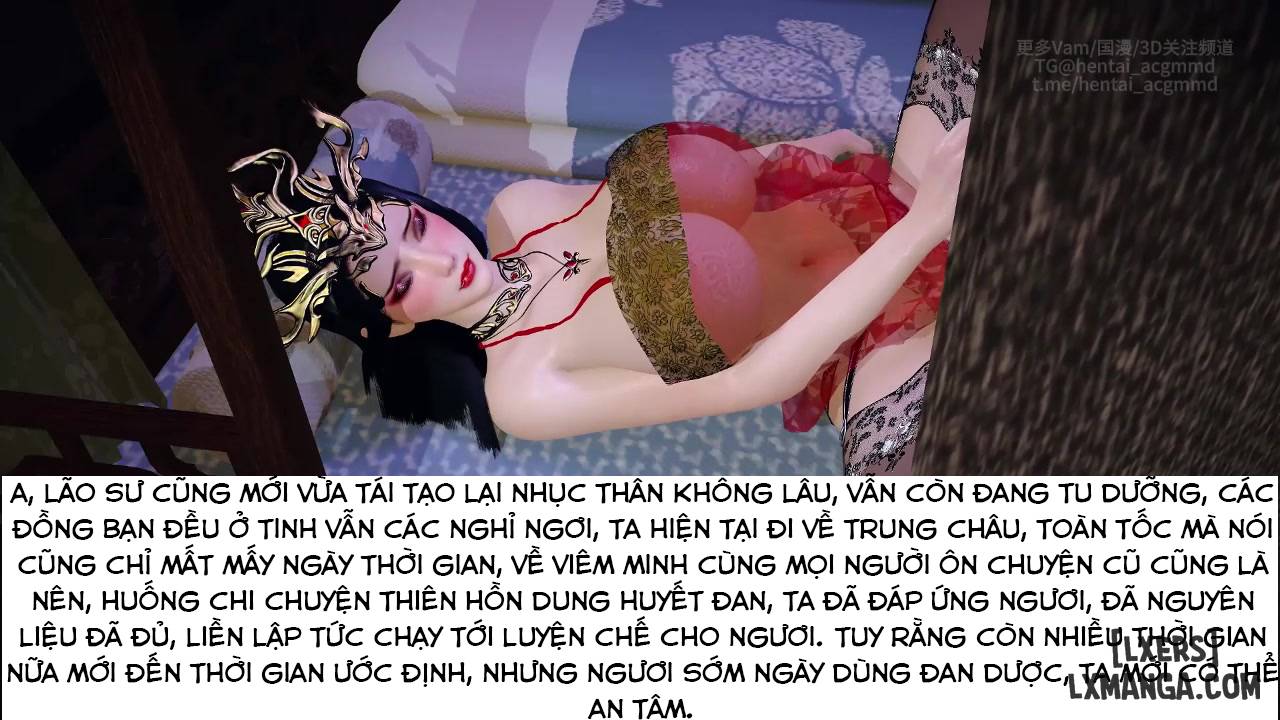 更多Vam/国漫/3D关注频道
TG@hentai_acgmmd
t.me/hentai_acgmmd
A, LÃO SƯ CŨNG MỚI VỪA TÁI TẠO LẠI NHỤC THÂN KHÔNG LÂU, VẪN CÒN ĐANG TU DƯỠNG, CÁC
ĐỒNG BẠN ĐỀU Ở TINH VẪN CÁC NGHỈ NGƠI, TA HIỆN TẠI ĐI VỀ TRUNG CHÂU, TOÀN TỐC MÀ NÓI
CŨNG CHỈ MẤT MẤY NGÀY THỜI GIAN, VỀ VIÊM MINH CÙNG MỌI NGƯỜI ÔN CHUYỆN CŨ CŨNG LÀ
NÊN, HUỐNG CHI CHUYỆN THIÊN HỒN DUNG HUYẾT ĐAN, TA ĐÃ ĐÁP ỨNG NGƯƠI, ĐÃ NGUYÊN
LIỆU ĐÃ ĐỦ, LIỀN LẬP TỨC CHẠY TỚI LUYỆN CHẾ CHO NGƯƠI. TUY RẰNG CÒN NHIỀU THỜI GIAN
NỮA MỚI ĐẾN THỜI GIAN ƯỚC ĐỊNH, NHƯNG NGƯƠI SỚM NGÀY DÙNG ĐAN DƯỢC, TA MỚI CÓ THỂ
AN TÂM.
[LXERS]
LXMANGA.COM